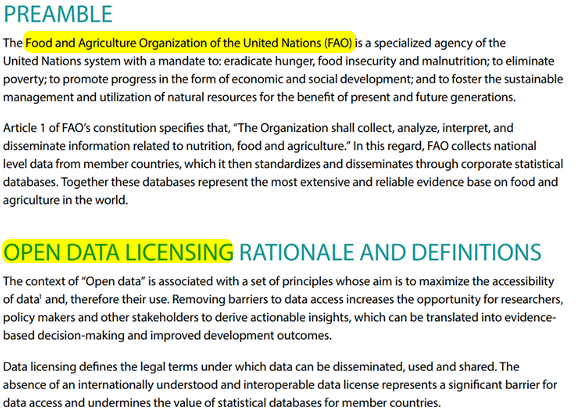 PREAMBLE
The Food and Agriculture Organization of the United Nations (FAO) is a specialized agency of the
United Nations system with a mandate to: eradicate hunger, food insecurity and malnutrition; to eliminate
poverty; to promote progress in the form of economic and social development; and to foster the sustainable
management and utilization of natural resources for the benefit of present and future generations.
Article 1 of FAO's constitution specifies that, “The Organization shall collect, analyze, interpret, and
disseminate information related to nutrition, food and agriculture.” In this regard, FAO collects national
level data from member countries, which it then standardizes and disseminates through corporate statistical
databases. Together these databases represent the most extensive and reliable evidence base on food and
agriculture in the world.
OPEN DATA LICENSING RATIONALE AND DEFINITIONS
The context of “Open data” is associated with a set of principles whose aim is to maximize the accessibility
of data¹ and, therefore their use. Removing barriers to data access increases the opportunity for researchers,
policy makers and other stakeholders to derive actionable insights, which can be translated into evidence-
based decision-making and improved development outcomes.
Data licensing defines the legal terms under which data can be disseminated, used and shared. The
absence of an internationally understood and interoperable data license represents a significant barrier for
data access and undermines the value of statistical databases for member countries.